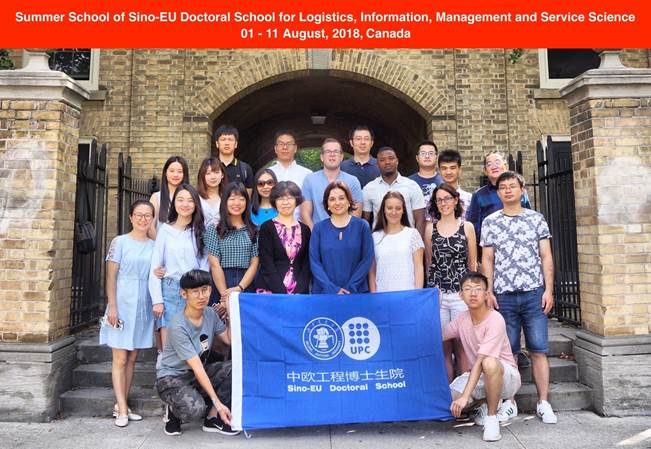 Summer School of Sino-EU Doctoral School for Logistics, Information, Management and Service Science
01 - 11 August, 2018, Canada
UPC
中欧工程博士生院
Sino-EU Doctoral School